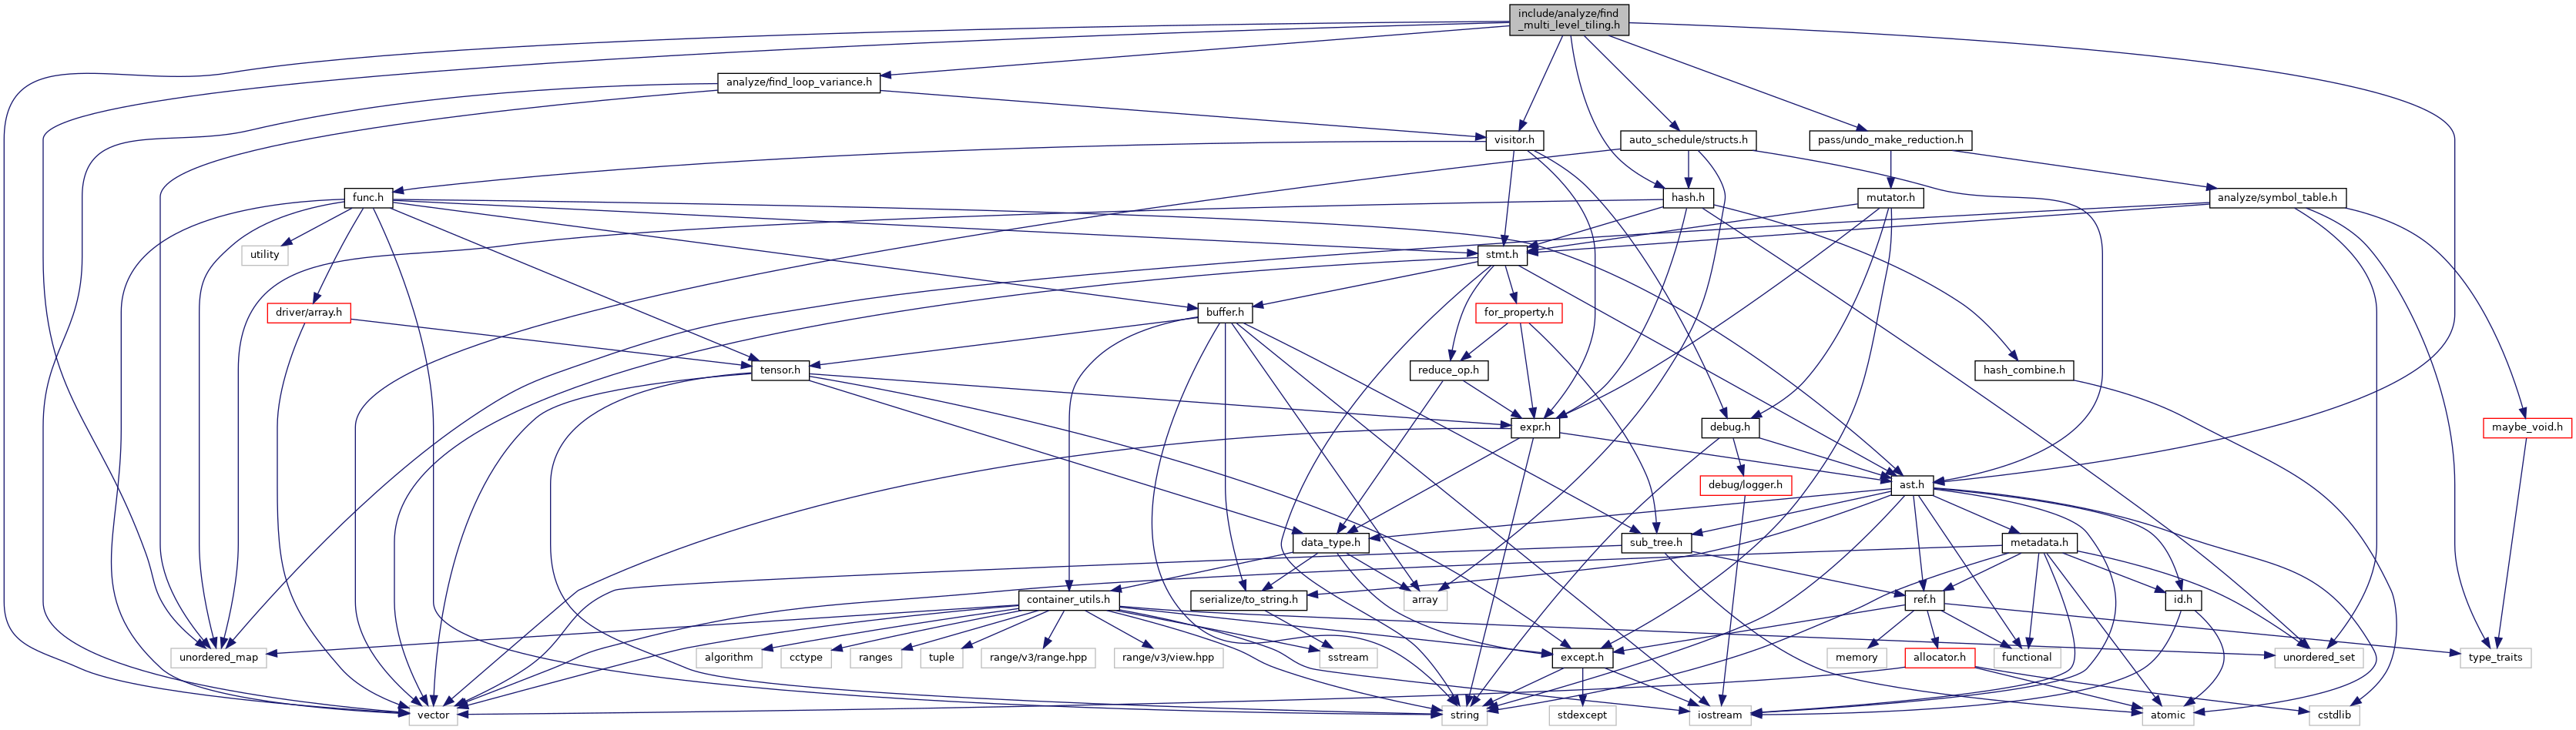 include/analyze/find
_multi_level_tiling.h
analyze/find_loop_variance.h
visitor.h
auto_schedule/structs.h
pass/undo_make_reduction.h
func.h
hash.h
mutator.h
analyze/symbol_table.h
utility
stmt.h
driver/array.h
buffer.h
for_property.h
tensor.h
reduce_op.h
hash_combine.h
expr.h
debug.h
maybe_void.h
debug/logger.h
ast.h
data_type.h
sub_tree.h
metadata.h
container_utils.h
serialize/to_string.h
array
ref.h
id.h
unordered_map
algorithm
cctype
ranges
tuple
range/v3/range.hpp
range/v3/view.hpp
sstream
except.h
memory
allocator.h
functional
unordered_set
type_traits
vector
string
stdexcept
iostream
atomic
cstdlib